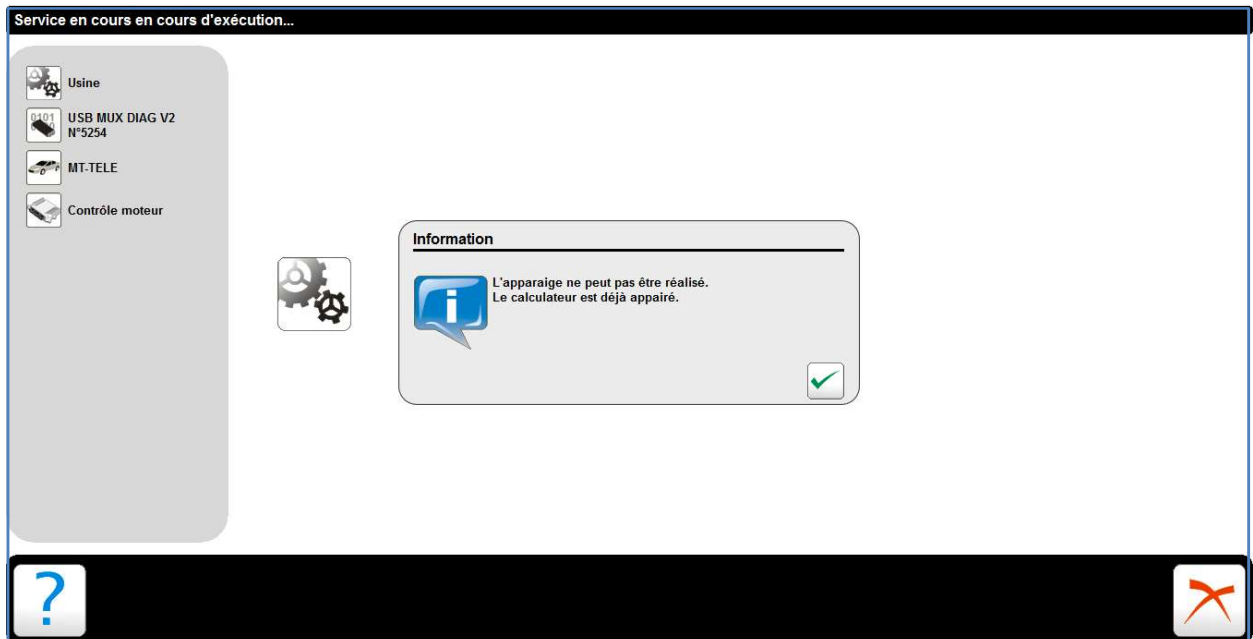 Service en cours en cours d'exécution...
Usine
USB MUX DIAG V2
N°5254
MT-TELE
Contrôle moteur
Information
L'apparaige ne peut pas être réalisé.
Le calculateur est déjà appairé.